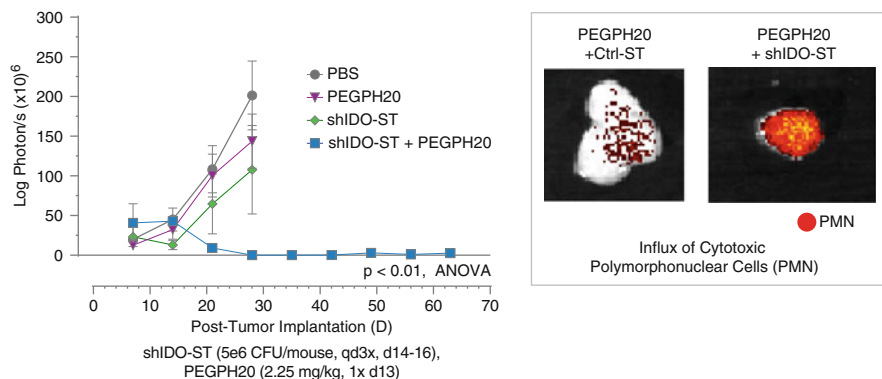 300
250
200
150
100
50
0
Log Photon/s (x10)⁶
PBS
PEGPH20
shIDO-ST
shIDO-ST + PEGPH20
p < 0.01, ANOVA
0 10 20 30 40 50 60 70
Post-Tumor Implantation (D)
shIDO-ST (5e6 CFU/mouse, qd3x, d14-16),
PEGPH20 (2.25 mg/kg, 1x d13)
PEGPH20
+Ctrl-ST
PEGPH20
+ shIDO-ST
PMN
Influx of Cytotoxic
Polymorphonuclear Cells (PMN)